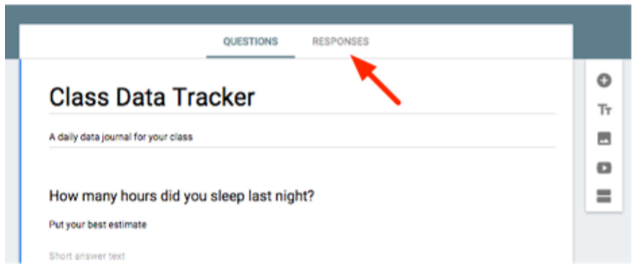 QUESTIONS RESPONSES
Class Data Tracker
A daily data journal for your class
How many hours did you sleep last night?
Put your best estimate
Short answer text
Tт